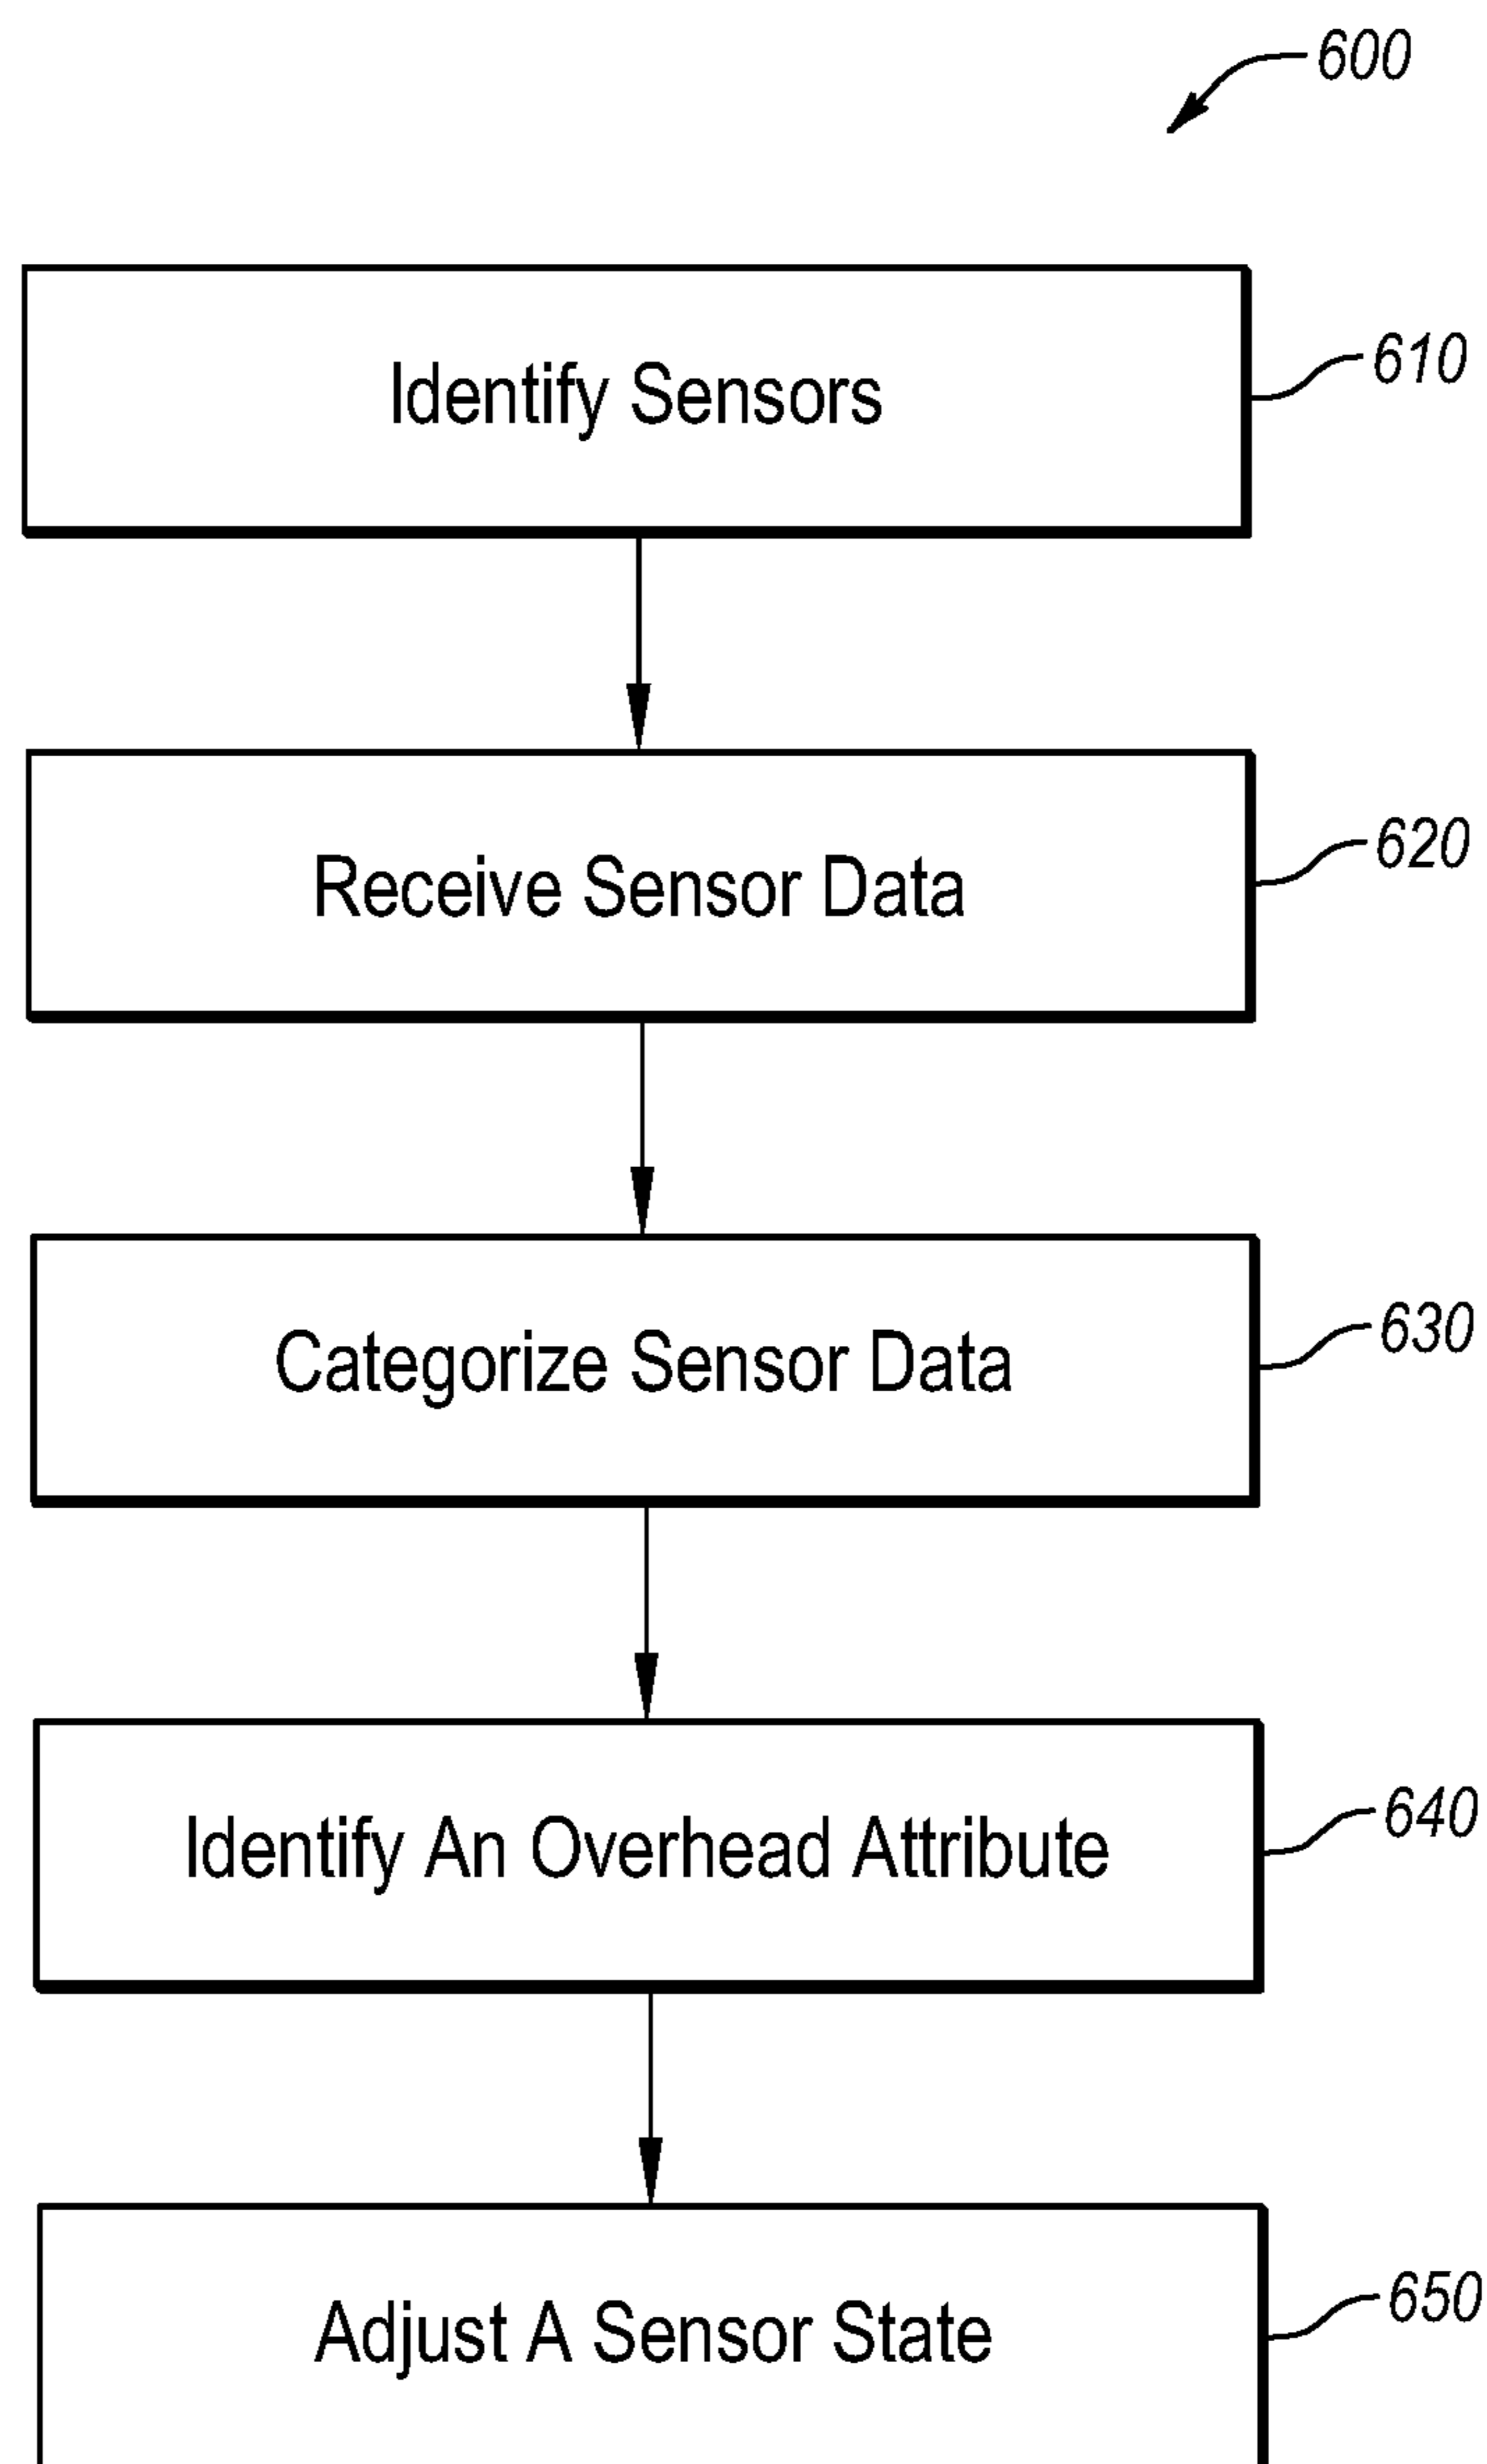 600
Identify Sensors
610
Receive Sensor Data
620
Categorize Sensor Data
630
Identify An Overhead Attribute
640
Adjust A Sensor State
650